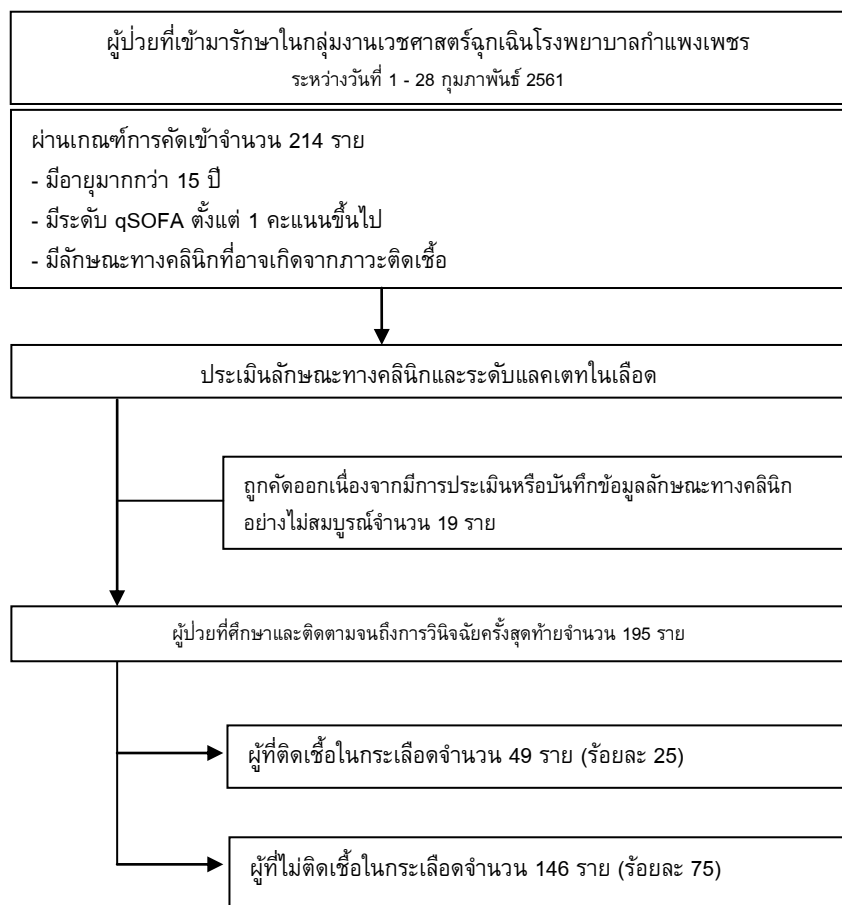 ผู้ป่วยที่เข้ามารักษาในกลุ่มงานเวชศาสตร์ฉุกเฉินโรงพยาบาลกำแพงเพชร
ระหว่างวันที่ 1 - 28 กุมภาพันธ์ 2561
ผ่านเกณฑ์การคัดเข้าจำนวน 214 ราย
- มีอายุมากกว่า 15 ปี
- มีระดับ qSOFA ตั้งแต่ 1 คะแนนขึ้นไป
- มีลักษณะทางคลินิกที่อาจเกิดจากภาวะติดเชื้อ
ประเมินลักษณะทางคลินิกและระดับแลคเตทในเลือด
ถูกคัดออกเนื่องจากมีการประเมินหรือบันทึกข้อมูลลักษณะทางคลินิก
อย่างไม่สมบูรณ์จำนวน 19 ราย
ผู้ป่วยที่ศึกษาและติดตามจนถึงการวินิจฉัยครั้งสุดท้ายจำนวน 195 ราย
ผู้ที่ติดเชื้อในกระเลือดจำนวน 49 ราย (ร้อยละ 25)
ผู้ที่ไม่ติดเชื้อในกระเลือดจำนวน 146 ราย (ร้อยละ 75)